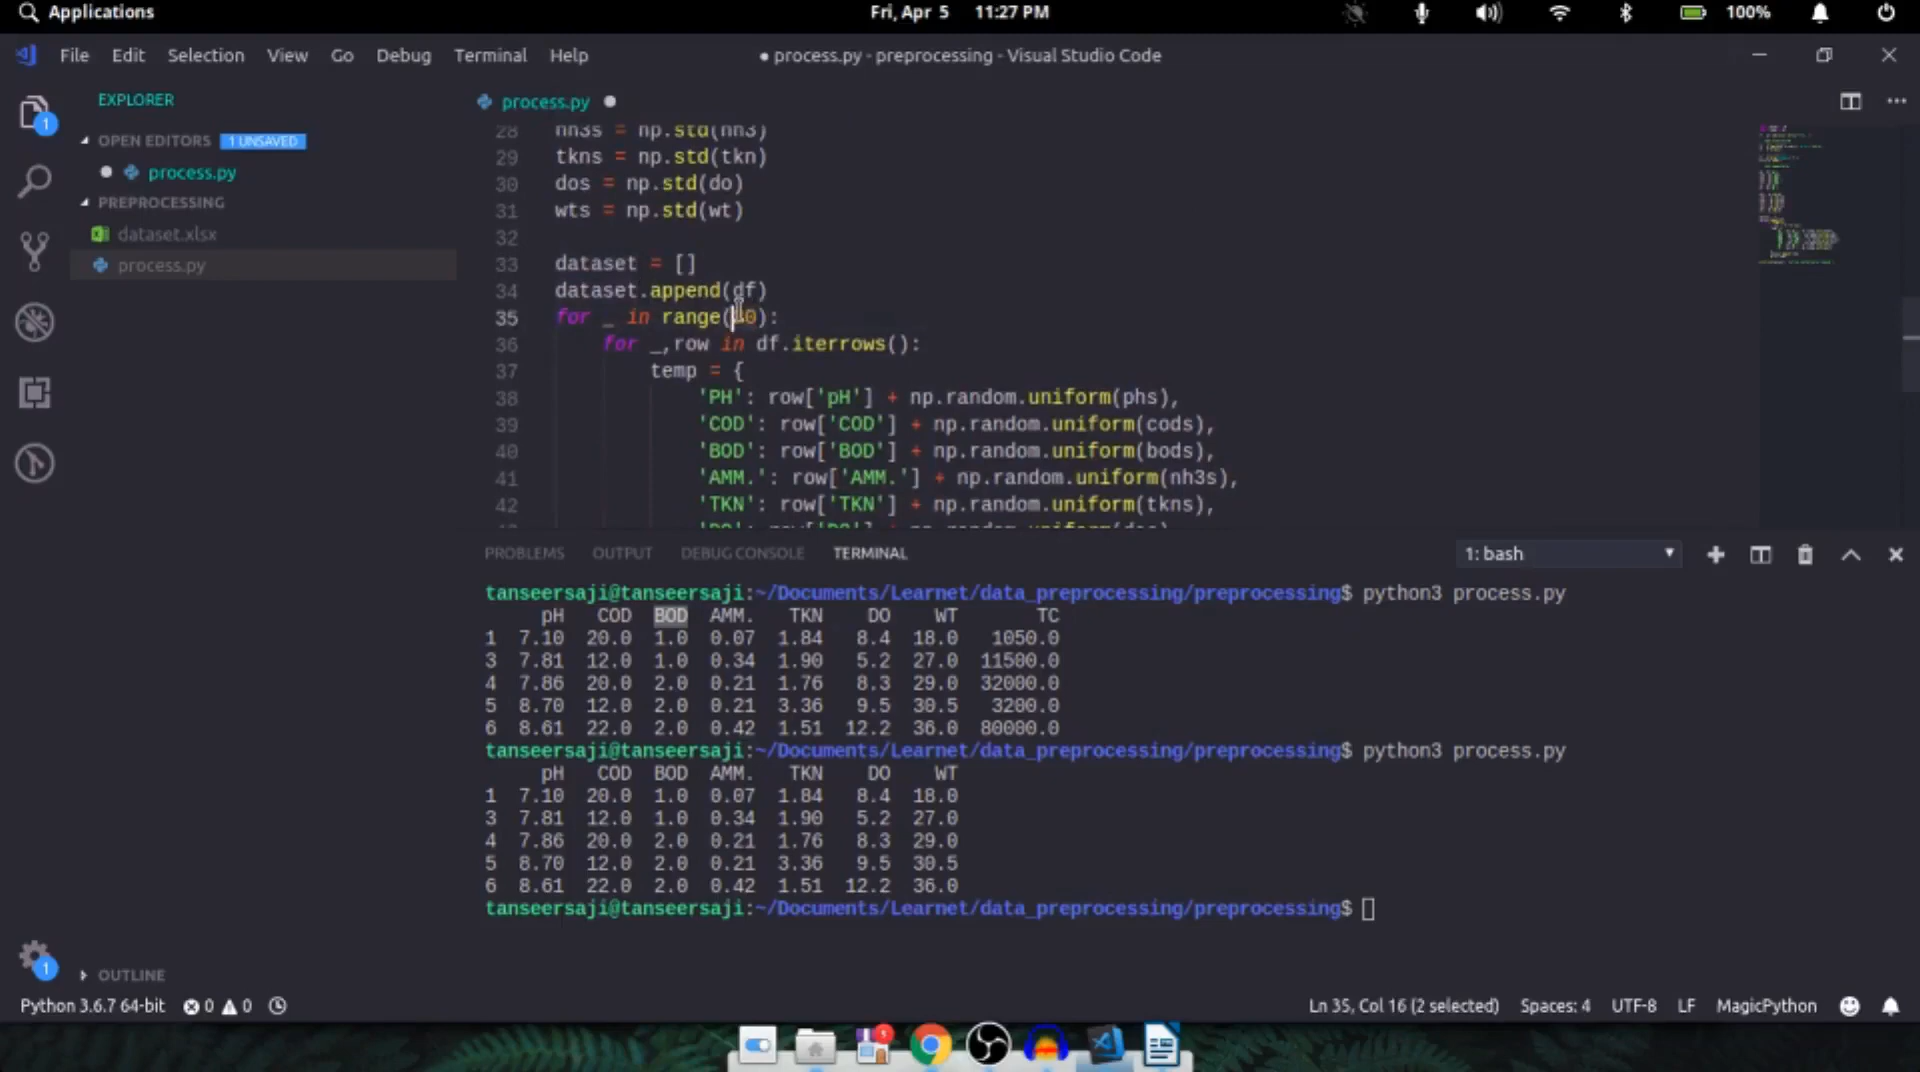 Applications
Fri, Apr 5 11:27 PM
100%
File Edit Selection View Go Debug Terminal Help
● process.py - preprocessing - Visual Studio Code
EXPLORER
1
OPEN EDITORS 1 UNSAVED
process.py
PREPROCESSING
dataset.xlsx
process.py
process.py
28 nh3s = np.std(nh3)
29 tkns = np.std(tkn)
30 dos = np.std(do)
31 wts = np.std(wt)
32
33 dataset = []
34 dataset.append(df)
35 for _ in range( 0):
36 for _,row in df.iterrows():
37 temp = {
38 'PH': row['pH'] + np.random.uniform(phs),
39 'COD': row['COD'] + np.random.uniform(cods),
40 'BOD': row['BOD'] + np.random.uniform(bods),
41 'AMM.': row['AMM.'] + np.random.uniform(nh3s),
42 'TKN': row['TKN'] + np.random.uniform(tkns),
PROBLEMS OUTPUT DEBUG CONSOLE TERMINAL
1: bash
tanseersaji@tanseersaji:~/Documents/Learnet/data_preprocessing/preprocessing$ python3 process.py
pH COD BOD AMM. TKN DO WT TC
1 7.10 20.0 1.0 0.07 1.84 8.4 18.0 1050.0
3 7.81 12.0 1.0 0.34 1.90 5.2 27.0 11500.0
4 7.86 20.0 2.0 0.21 1.76 8.3 29.0 32000.0
5 8.70 12.0 2.0 0.21 3.36 9.5 30.5 3200.0
6 8.61 22.0 2.0 0.42 1.51 12.2 36.0 80000.0
tanseersaji@tanseersaji:~/Documents/Learnet/data_preprocessing/preprocessing$ python3 process.py
pH COD BOD AMM. TKN DO WT
1 7.10 20.0 1.0 0.07 1.84 8.4 18.0
3 7.81 12.0 1.0 0.34 1.90 5.2 27.0
4 7.86 20.0 2.0 0.21 1.76 8.3 29.0
5 8.70 12.0 2.0 0.21 3.36 9.5 30.5
6 8.61 22.0 2.0 0.42 1.51 12.2 36.0
tanseersaji@tanseersaji:~/Documents/Learnet/data_preprocessing/preprocessing$
1
OUTLINE
Python 3.6.7 64-bit 0 0
Ln 35, Col 16 (2 selected) Spaces: 4 UTF-8 LF MagicPython